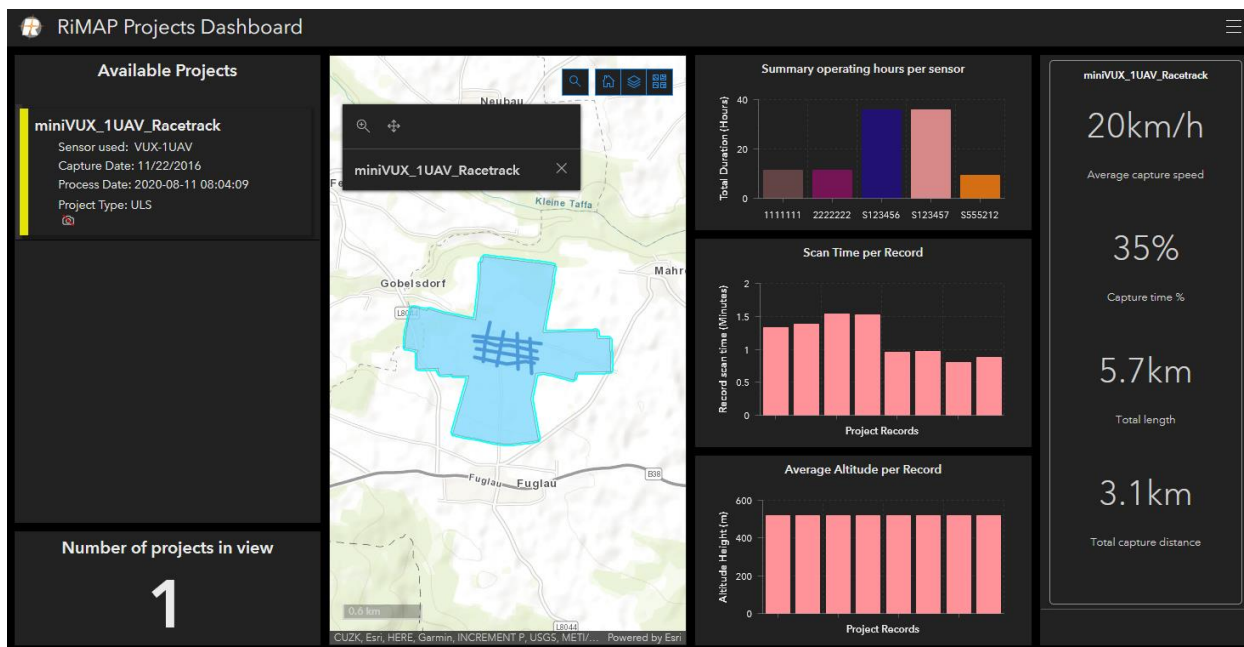 RiMAP Projects Dashboard
Available Projects
miniVUX_1UAV_Racetrack
Sensor used: VUX-1UAV
Capture Date: 11/22/2016
Process Date: 2020-08-11 08:04:09
Project Type: ULS
Number of projects in view
1
Neubau
miniVUX_1UAV_Racetrack
Kleine Taffa
Mahr
Gobelsdorf
B38
Fuglau
Fuglau
0.6 km
L8044
CUZK, Esri, HERE, Garmin, INCREMENT P, USGS, METI/...
Powered by Esri
Summary operating hours per sensor
Total Duration (Hours)
40
20
0
1111111
2222222
S123456
S123457
S555212
Scan Time per Record
Record scan time (Minutes)
2
1.5
1
0.5
0
Project Records
Average Altitude per Record
Altitude Height (m)
600
400
200
0
Project Records
miniVUX_1UAV_Racetrack
20km/h
Average capture speed
35%
Capture time %
5.7km
Total length
3.1km
Total capture distance